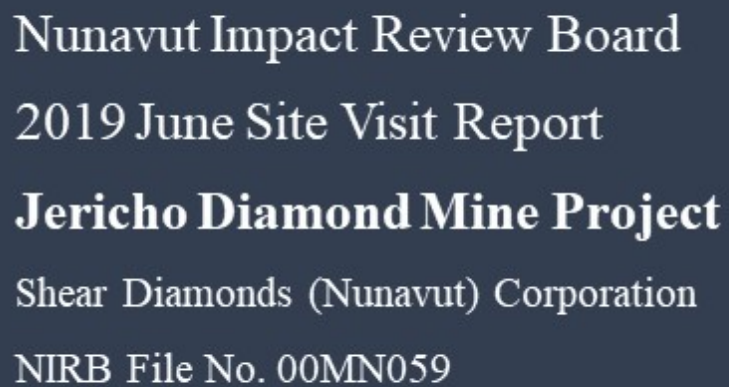 Nunavut Impact Review Board
2019 June Site Visit Report
Jericho Diamond Mine Project
Shear Diamonds (Nunavut) Corporation
NIRB File No. 00MN059